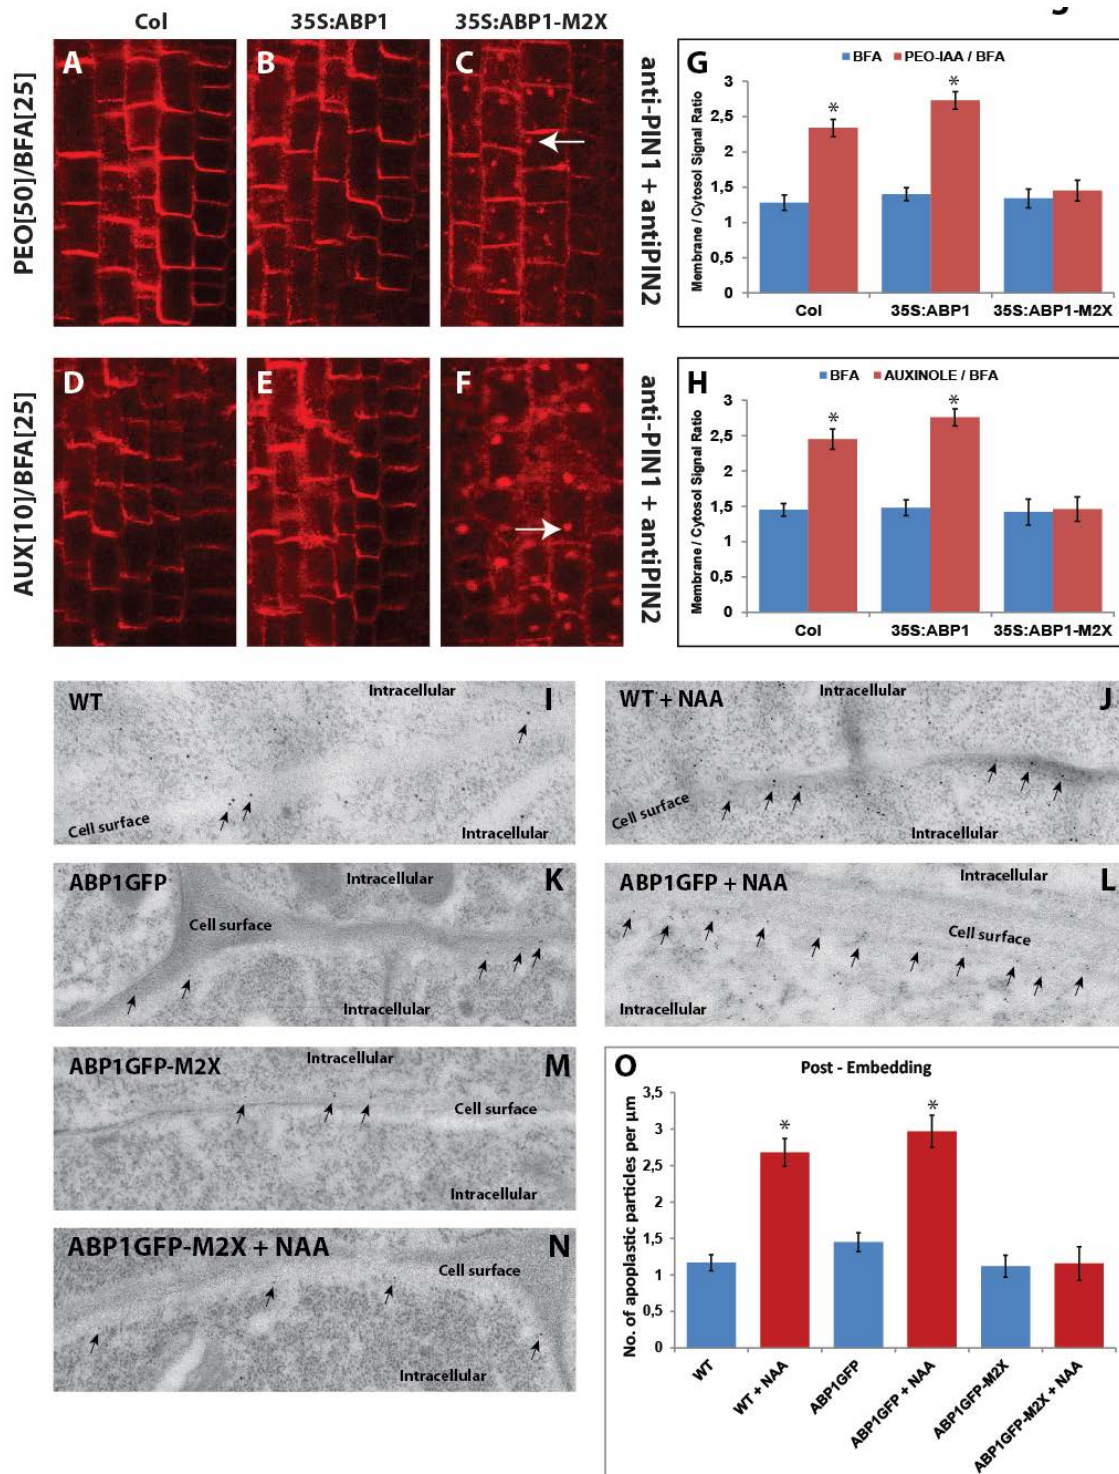 Col
35S:ABP1
35S:ABP1-M2X
PEO[50]/BFA[25]
A
B
C
anti-PIN1 + antiPIN2
G
BFA
PEO-IAA / BFA
Membrane / Cytosol Signal Ratio
3
2,5
2
1,5
1
0,5
0
*
*
Col
35S:ABP1
35S:ABP1-M2X
AUX[10]/BFA[25]
D
E
F
anti-PIN1 + antiPIN2
H
BFA
AUXINOLE / BFA
Membrane / Cytosol Signal Ratio
3
2,5
2
1,5
1
0,5
0
*
*
Col
35S:ABP1
35S:ABP1-M2X
WT
Intracellular
I
Cell surface
Intracellular
WT + NAA
Intracellular
J
Cell surface
Intracellular
ABP1GFP
Intracellular
K
Cell surface
Intracellular
ABP1GFP + NAA
Intracellular
L
Cell surface
Intracellular
ABP1GFP-M2X
Intracellular
M
Cell surface
Intracellular
ABP1GFP-M2X + NAA
N
Cell surface
Intracellular
O
Post - Embedding
No. of apoplastic particles per µm
3,5
3
2,5
2
1,5
1
0,5
0
*
*
WT
WT + NAA
ABP1GFP
ABP1GFP + NAA
ABP1GFP-M2X
ABP1GFP-M2X + NAA